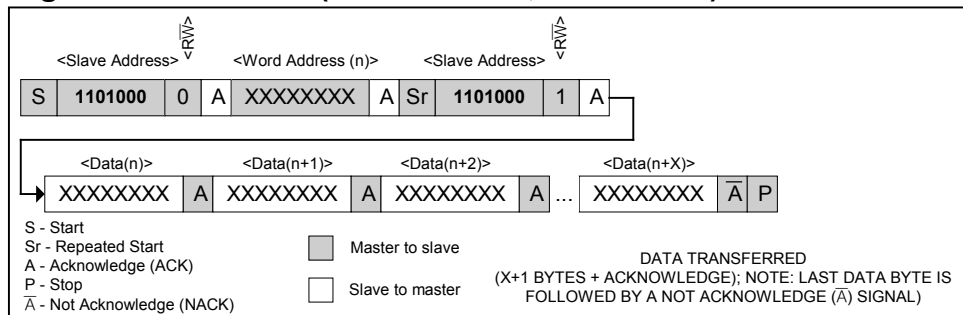 <RW̅>
<RW̅>
<Slave Address>
<Word Address (n)>
<Slave Address>
S 1101000 0 A XXXXXXXX A Sr 1101000 1 A
<Data(n)>
<Data(n+1)>
<Data(n+2)>
<Data(n+X)>
XXXXXXXX A XXXXXXXX A XXXXXXXX A ... XXXXXXXX A̅ P
S - Start
Sr - Repeated Start
A - Acknowledge (ACK)
P - Stop
A̅ - Not Acknowledge (NACK)
Master to slave
Slave to master
DATA TRANSFERRED
(X+1 BYTES + ACKNOWLEDGE); NOTE: LAST DATA BYTE IS
FOLLOWED BY A NOT ACKNOWLEDGE (A̅) SIGNAL)